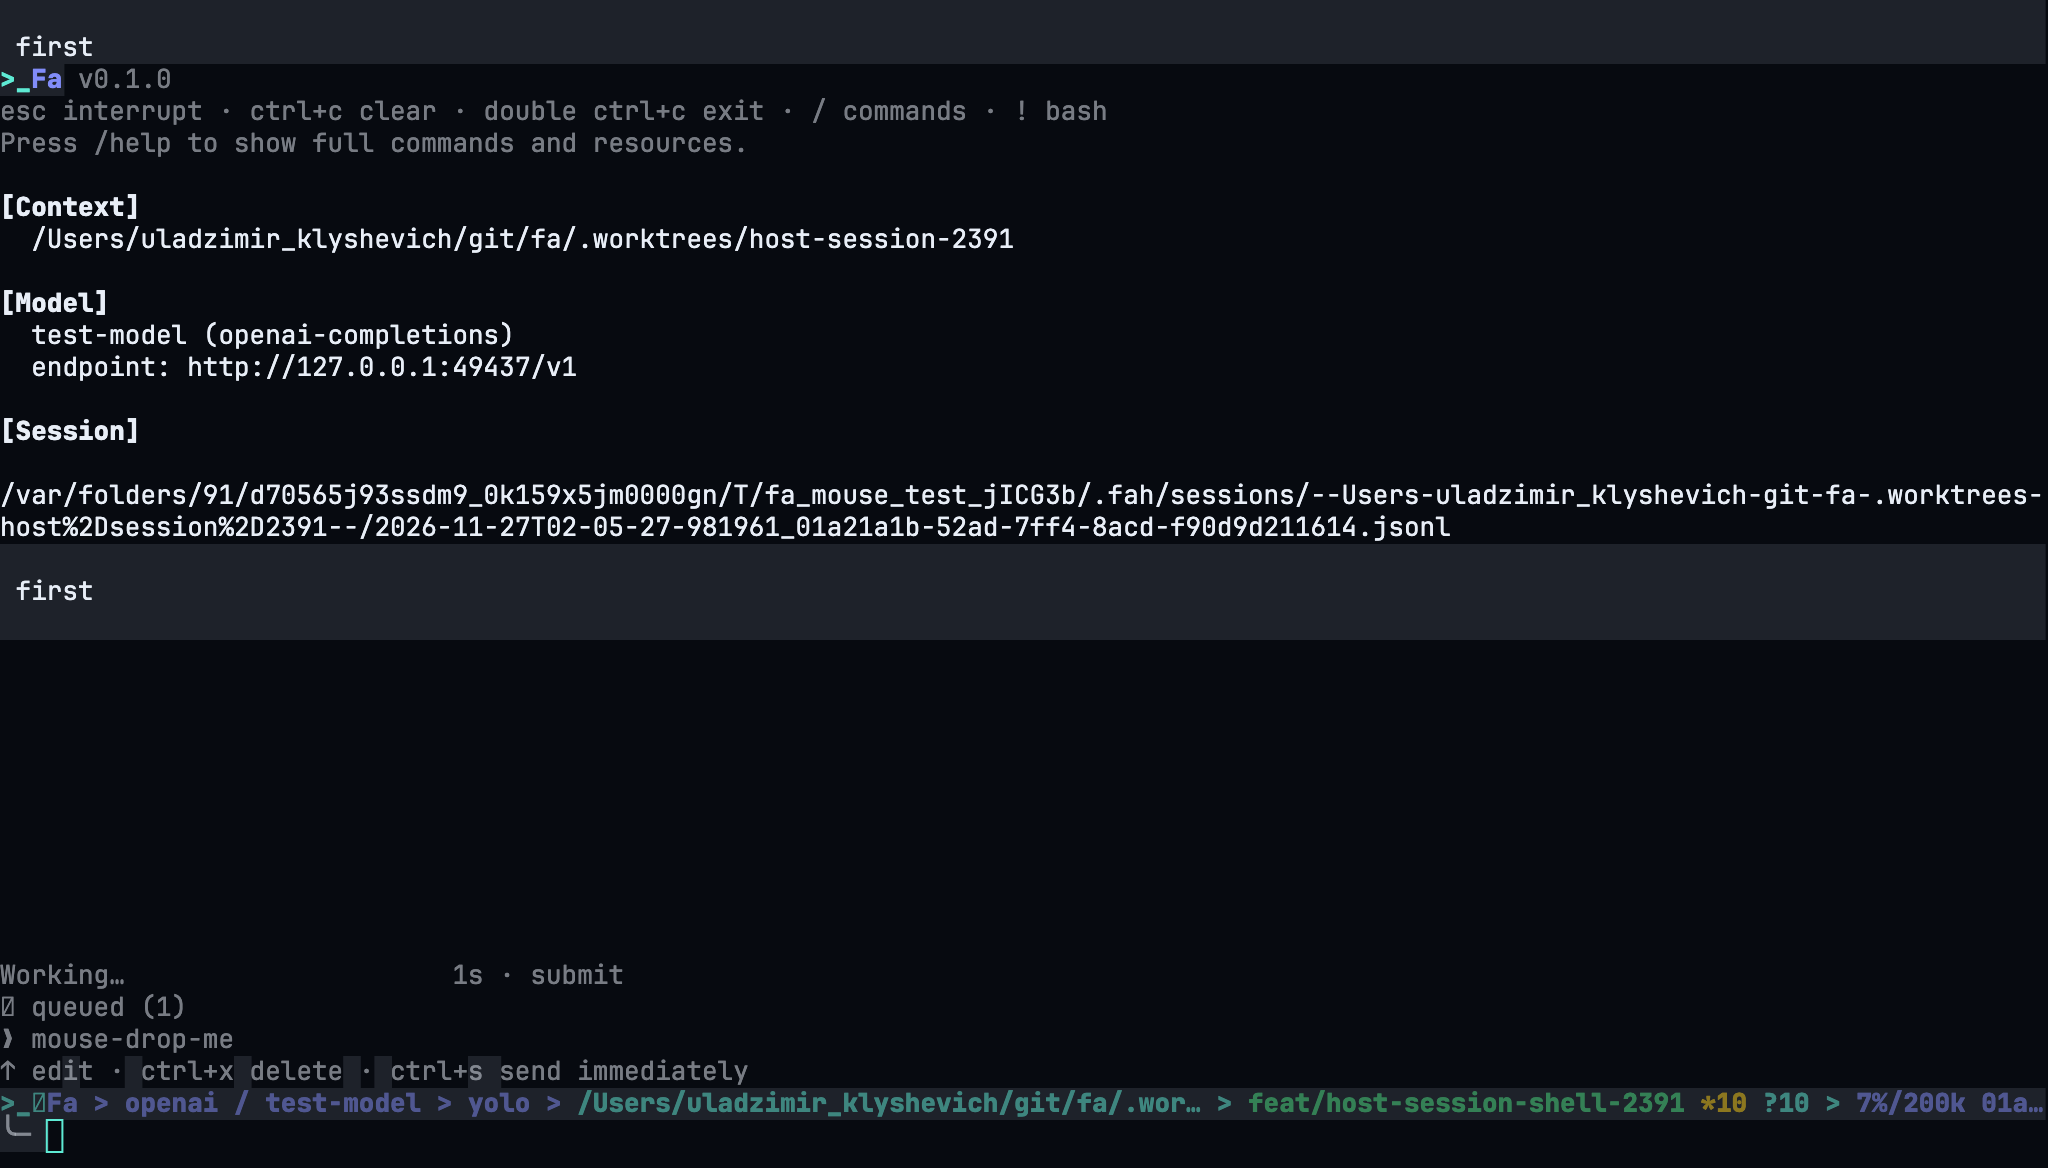 first
>_Fa v0.1.0
esc interrupt · ctrl+c clear · double ctrl+c exit · / commands · ! bash
Press /help to show full commands and resources.
[Context]
/Users/uladzimir_klyshevich/git/fa/.worktrees/host-session-2391
[Model]
test-model (openai-completions)
endpoint: http://127.0.0.1:49437/v1
[Session]
/var/folders/91/d70565j93ssdm9_0k159x5jm0000gn/T/fa_mouse_test_jICG3b/.fah/sessions/--Users-uladzimir_klyshevich-git-fa-.worktrees-
host%2Dsession%2D2391--/2026-11-27T02-05-27-981961_01a21a1b-52ad-7ff4-8acd-f90d9d211614.jsonl
first
Working… 1s · submit
queued (1)
❯ mouse-drop-me
↑ edit · ctrl+x delete · ctrl+s send immediately
>_Fa > openai / test-model > yolo > /Users/uladzimir_klyshevich/git/fa/.wor… > feat/host-session-shell-2391 *10 ?10 > 7%/200k 01a…